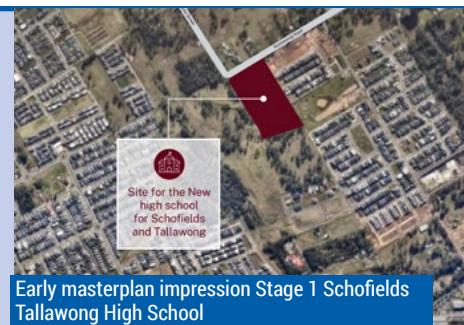 Site for the New
high school
for Schofields
and Tallawong
Early masterplan impression Stage 1 Schofields
Tallawong High School